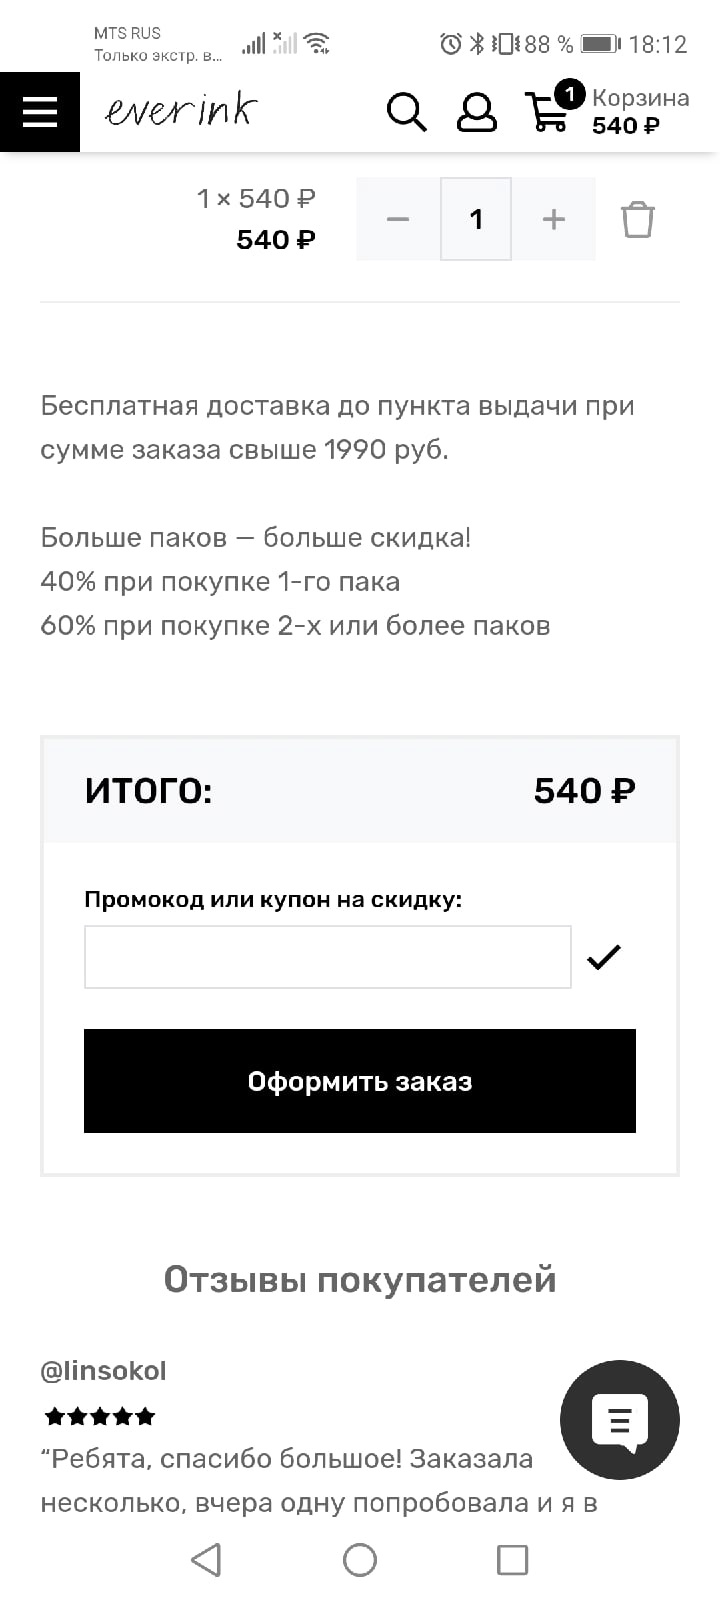 MTS RUS
Только экстр. в...
88 %
18:12
everink
1
Корзина
540 ₽
1 × 540 ₽
540 ₽
1
Бесплатная доставка до пункта выдачи при
сумме заказа свыше 1990 руб.
Больше паков — больше скидка!
40% при покупке 1-го пака
60% при покупке 2-х или более паков
ИТОГО:
540 ₽
Промокод или купон на скидку:
Оформить заказ
Отзывы покупателей
@linsokol
“Ребята, спасибо большое! Заказала
несколько, вчера одну попробовала и я в